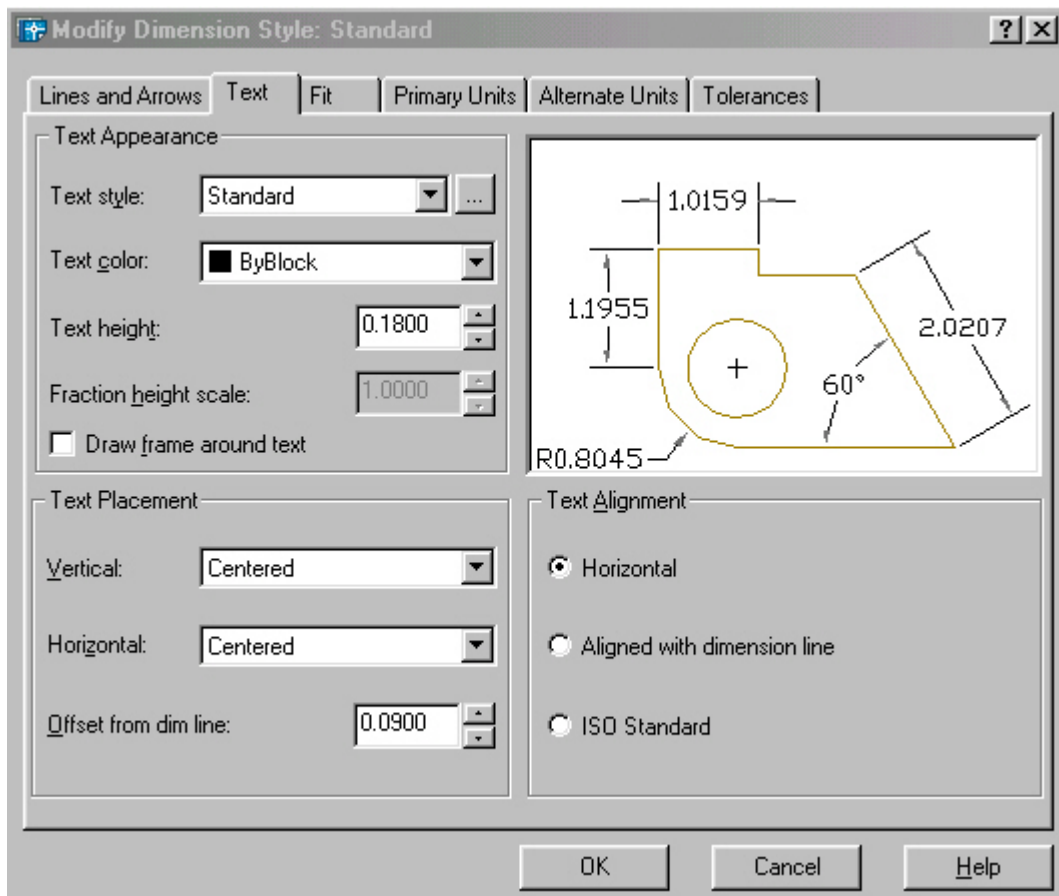 Modify Dimension Style: Standard
Lines and Arrows Text Fit Primary Units Alternate Units Tolerances
Text Appearance
Text style: Standard ...
Text color: ByBlock
Text height: 0.1800
Fraction height scale: 1.0000
Draw frame around text
1.0159
1.1955
2.0207
60°
R0.8045
Text Placement
Vertical: Centered
Horizontal: Centered
Offset from dim line: 0.0900
Text Alignment
Horizontal
Aligned with dimension line
ISO Standard
OK Cancel Help